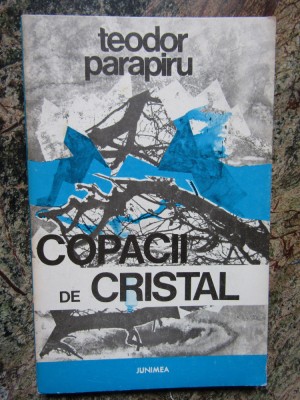 teodor
parapiru
COPACII
DE CRISTAL
JUNIMEA